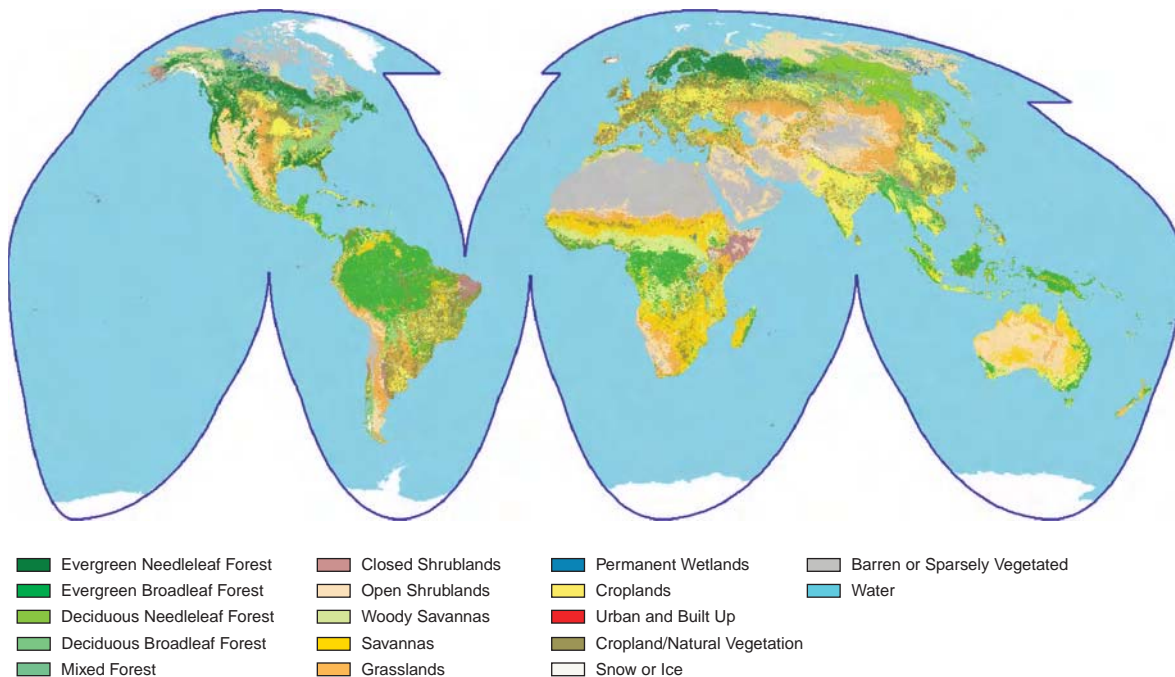 Evergreen Needleleaf Forest
Evergreen Broadleaf Forest
Deciduous Needleleaf Forest
Deciduous Broadleaf Forest
Mixed Forest
Closed Shrublands
Open Shrublands
Woody Savannas
Savannas
Grasslands
Permanent Wetlands
Croplands
Urban and Built Up
Cropland/Natural Vegetation
Snow or Ice
Barren or Sparsely Vegetated
Water